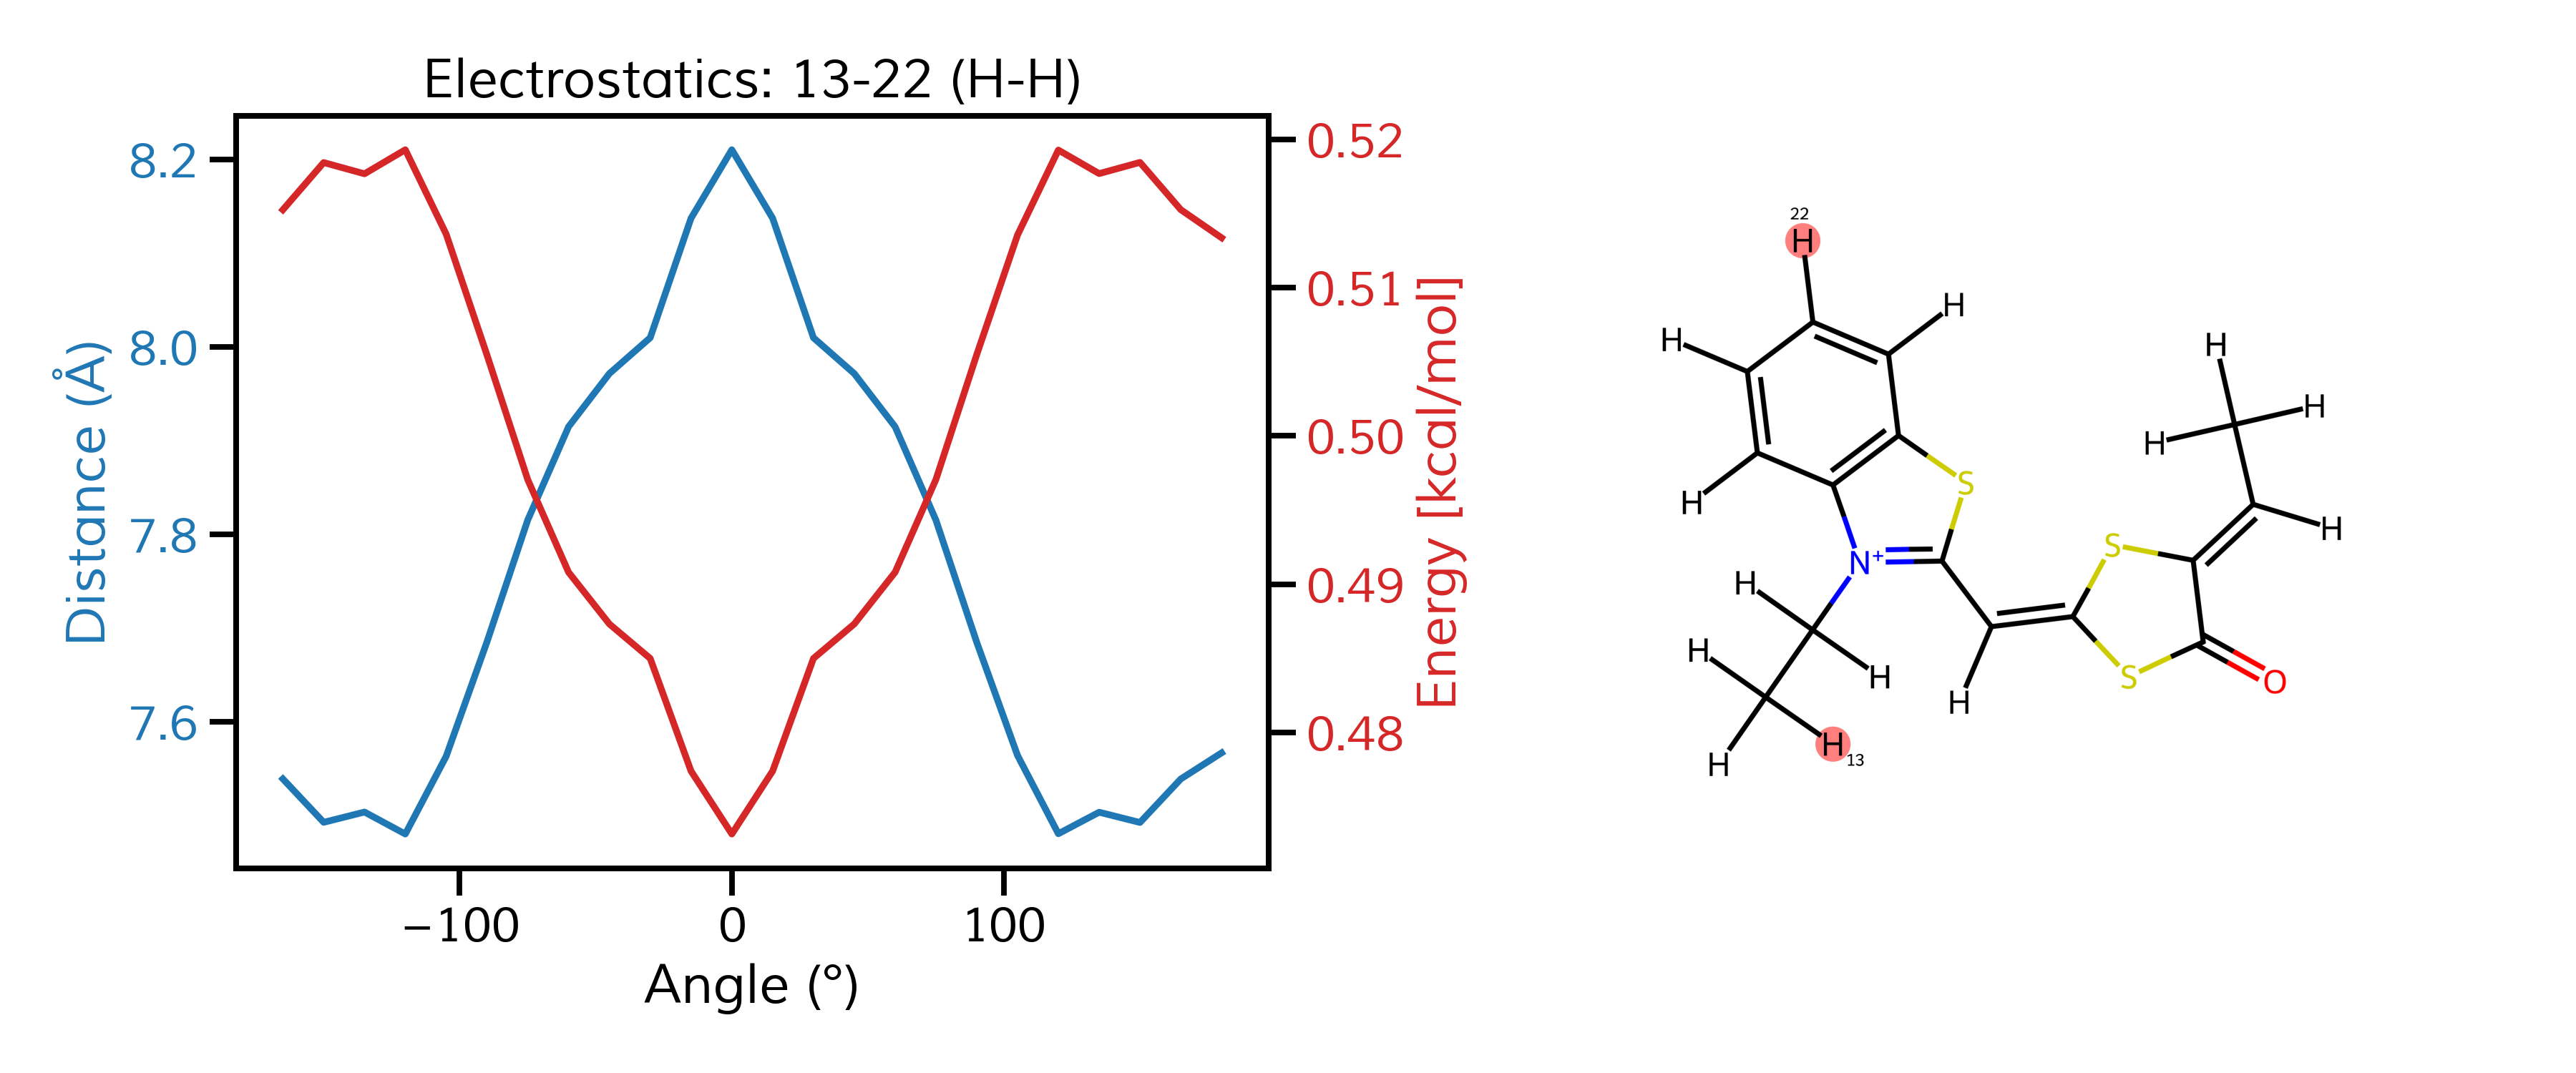 Electrostatics: 13-22 (H-H)
8.2
8.0
7.8
7.6
Distance (Å)
0.52
0.51
0.50
0.49
0.48
Energy [kcal/mol]
−100
0
100
Angle (°)
22
H
H
H
H
H
H
H
H
S
H
S
N⁺
H
H
H
H
S
O
H
H
13